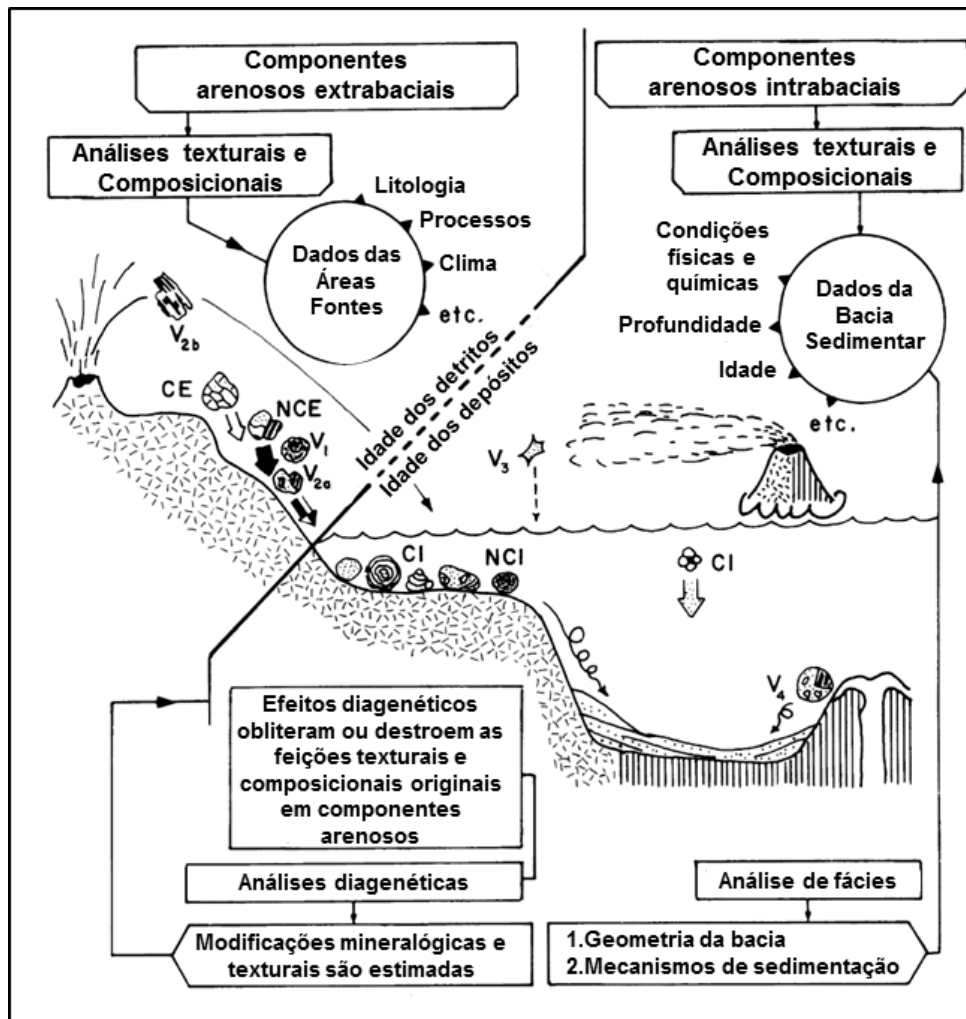 Componentes
arenosos extrabaciais
Componentes
arenosos intrabaciais
Análises texturais e
Composicionais
Análises texturais e
Composicionais
Litologia
Processos
Clima
etc.
Dados das
Áreas
Fontes
Condições
físicas e
químicas
Profundidade
Idade
etc.
Dados da
Bacia
Sedimentar
V2b
CE
NCE
V1
V2a
Idade dos detritos
Idade dos depósitos
V3
CI
NCI
CI
V4
Efeitos diagenéticos
obliteram ou destroem as
feições texturais e
composicionais originais
em componentes
arenosos
Análises diagenéticas
Modificações mineralógicas e
texturais são estimadas
Análise de fácies
1.Geometria da bacia
2.Mecanismos de sedimentação